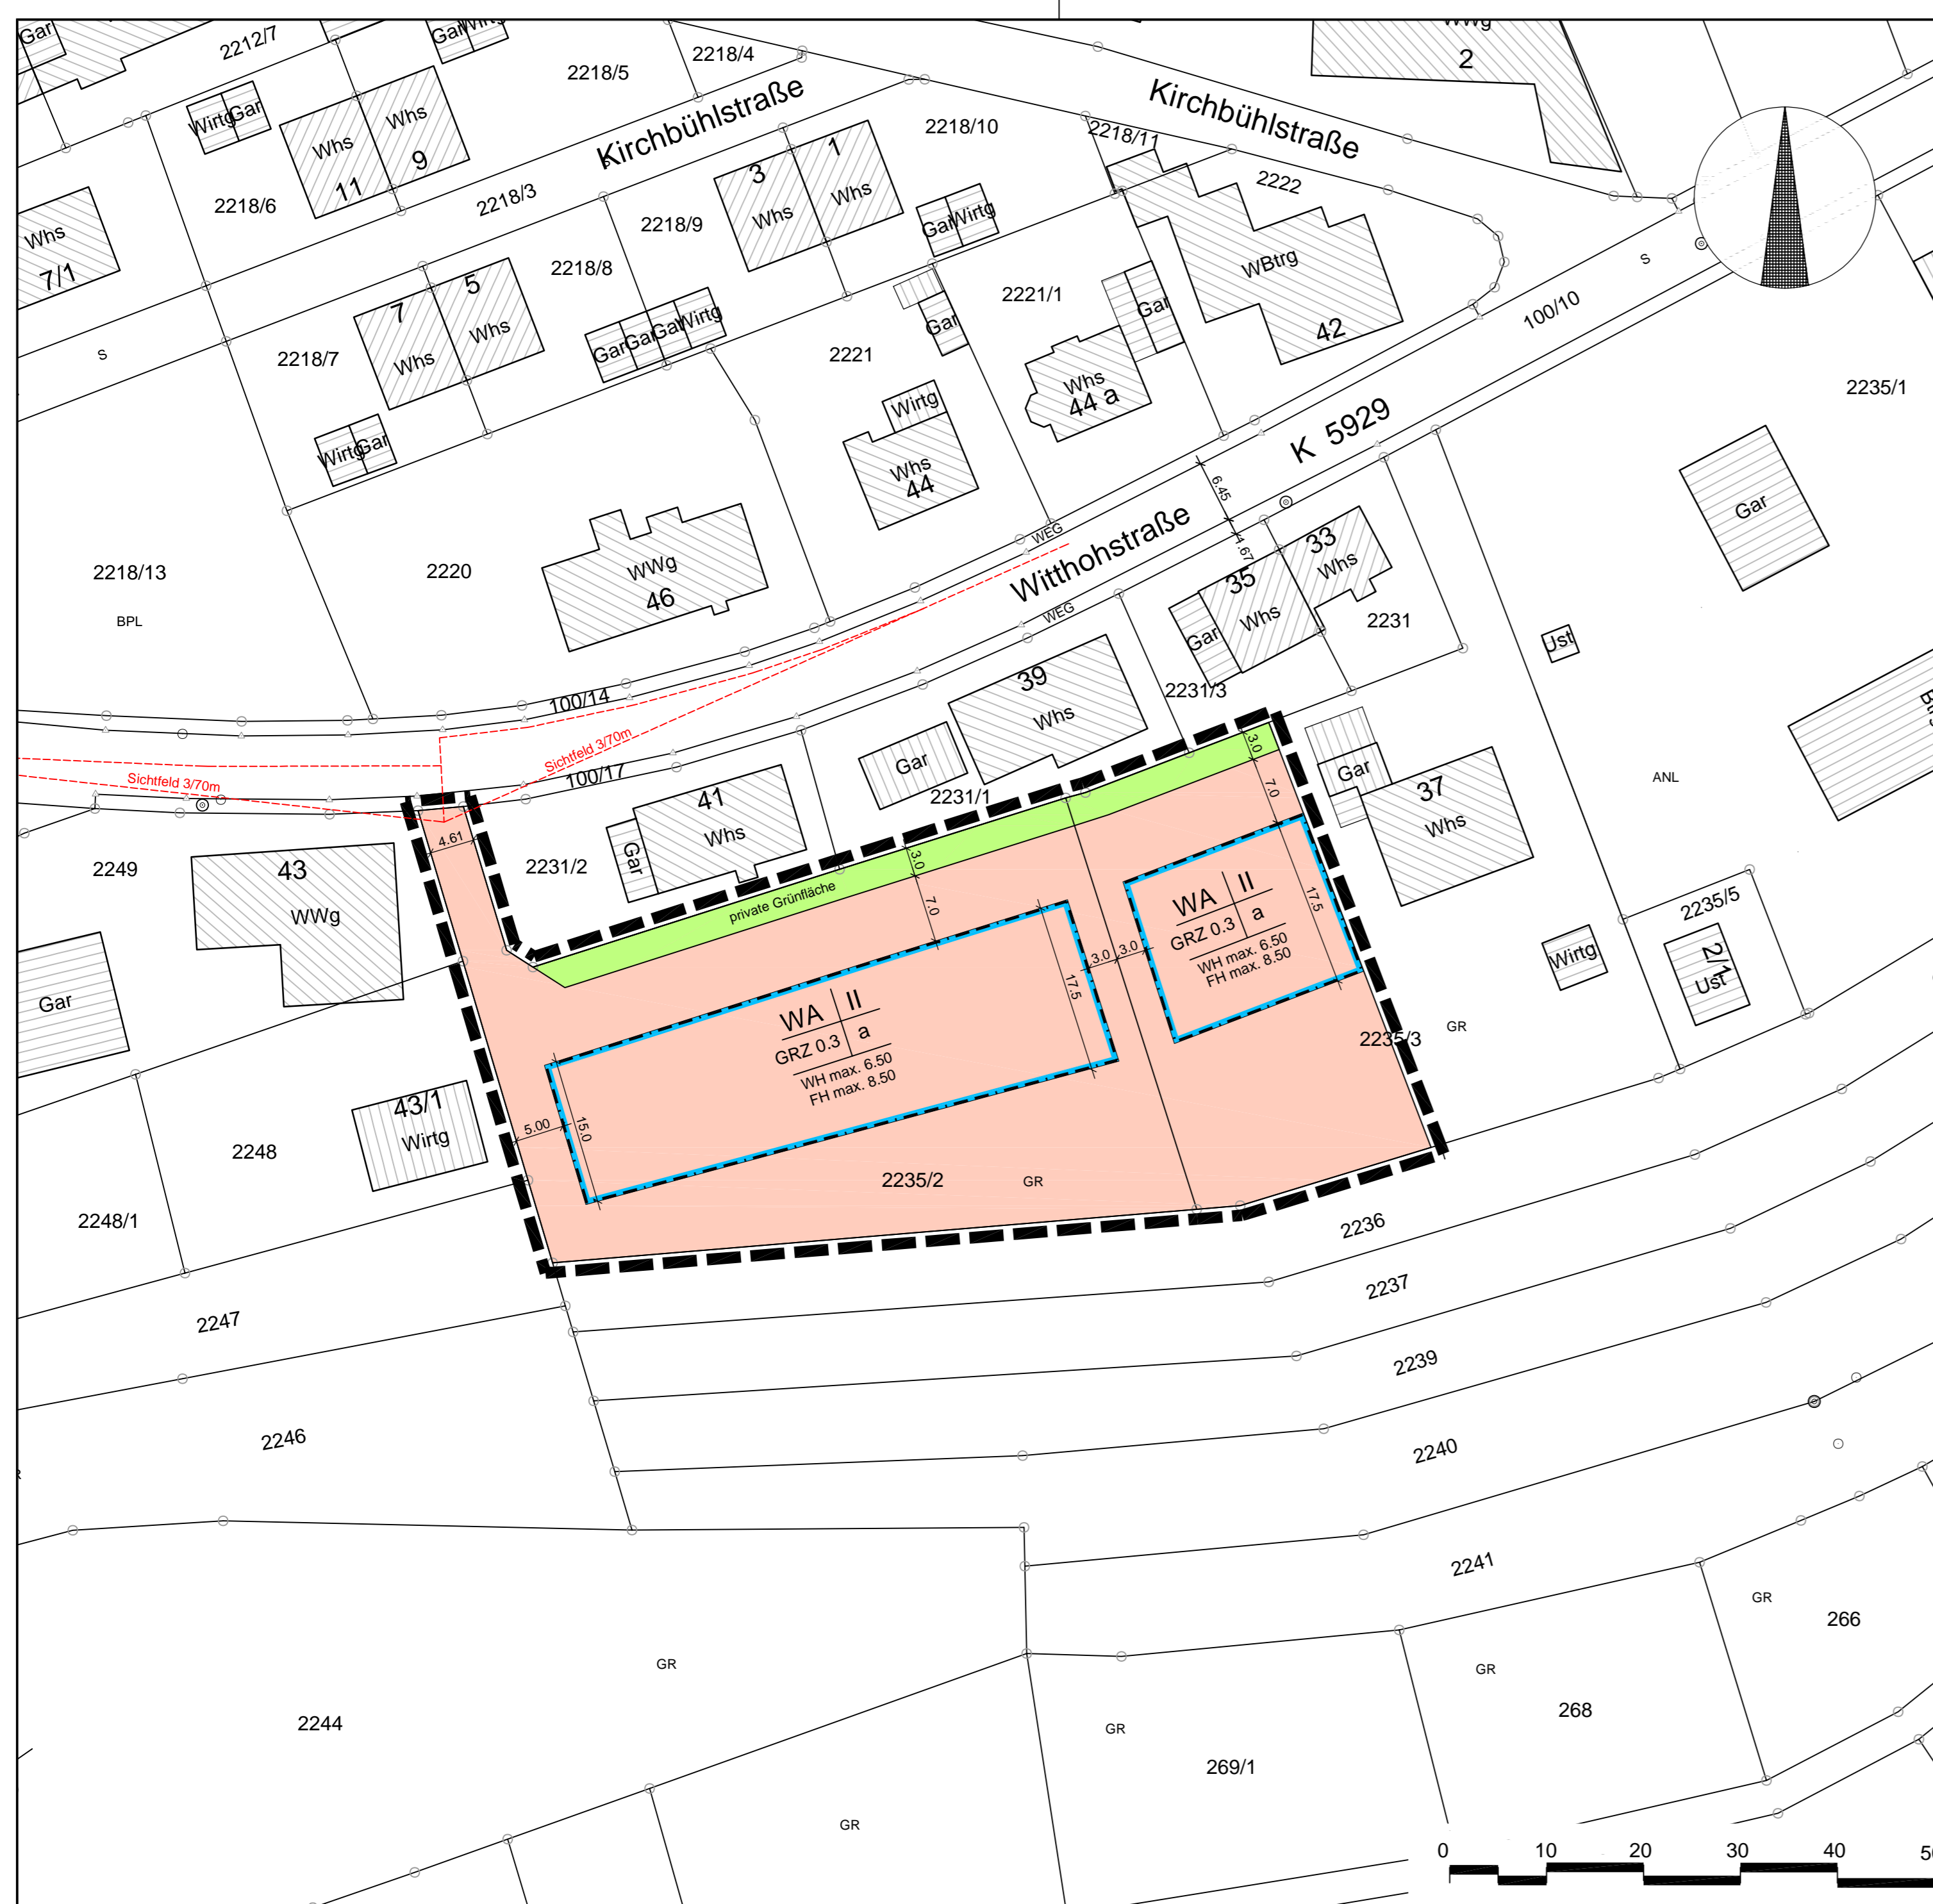 Gar
2212/7
Gar
2218/5
2218/4
2
Kirchbühlstraße
Kirchbühlstraße
Wirtg
Gar
Whs
Whs
9
11
2218/10
2218/11
2222
3
1
Whs
Whs
2218/6
2218/3
2218/9
Gar
Wirtg
Whs
7/1
WBtrg
42
S
100/10
2218/8
2221/1
7
5
Whs
Whs
Gar
Gar
Gar
Wirtg
Gar
Gar
S
2218/7
2221
Whs
44 a
2235/1
Wirtg
Whs
44
K 5929
Wirtg
Gar
6.45
1.67
Gar
WEG
Witthohstraße
33
Whs
35
Whs
Gar
2218/13
BPL
2220
WWg
46
WEG
2231
Ust
39
Whs
2231/3
100/14
Sichtfeld 3/70m
Sichtfeld 3/70m
100/17
Gar
3.0
7.0
Gar
37
Whs
ANL
41
Whs
Gar
2231/1
4.61
2231/2
2249
43
WWg
3.0
7.0
private Grünfläche
17.5
WA II
GRZ 0.3 a
WH max. 6.50
FH max. 8.50
3.0
3.0
17.5
2235/5
2/1
Ust
Wirtg
Gar
WA II
GRZ 0.3 a
WH max. 6.50
FH max. 8.50
2235/3
GR
43/1
Wirtg
5.00
15.0
2248
2235/2
GR
2248/1
2236
2237
2247
2239
2246
2240
2241
GR
266
GR
GR
268
2244
GR
269/1
GR
0 10 20 30 40